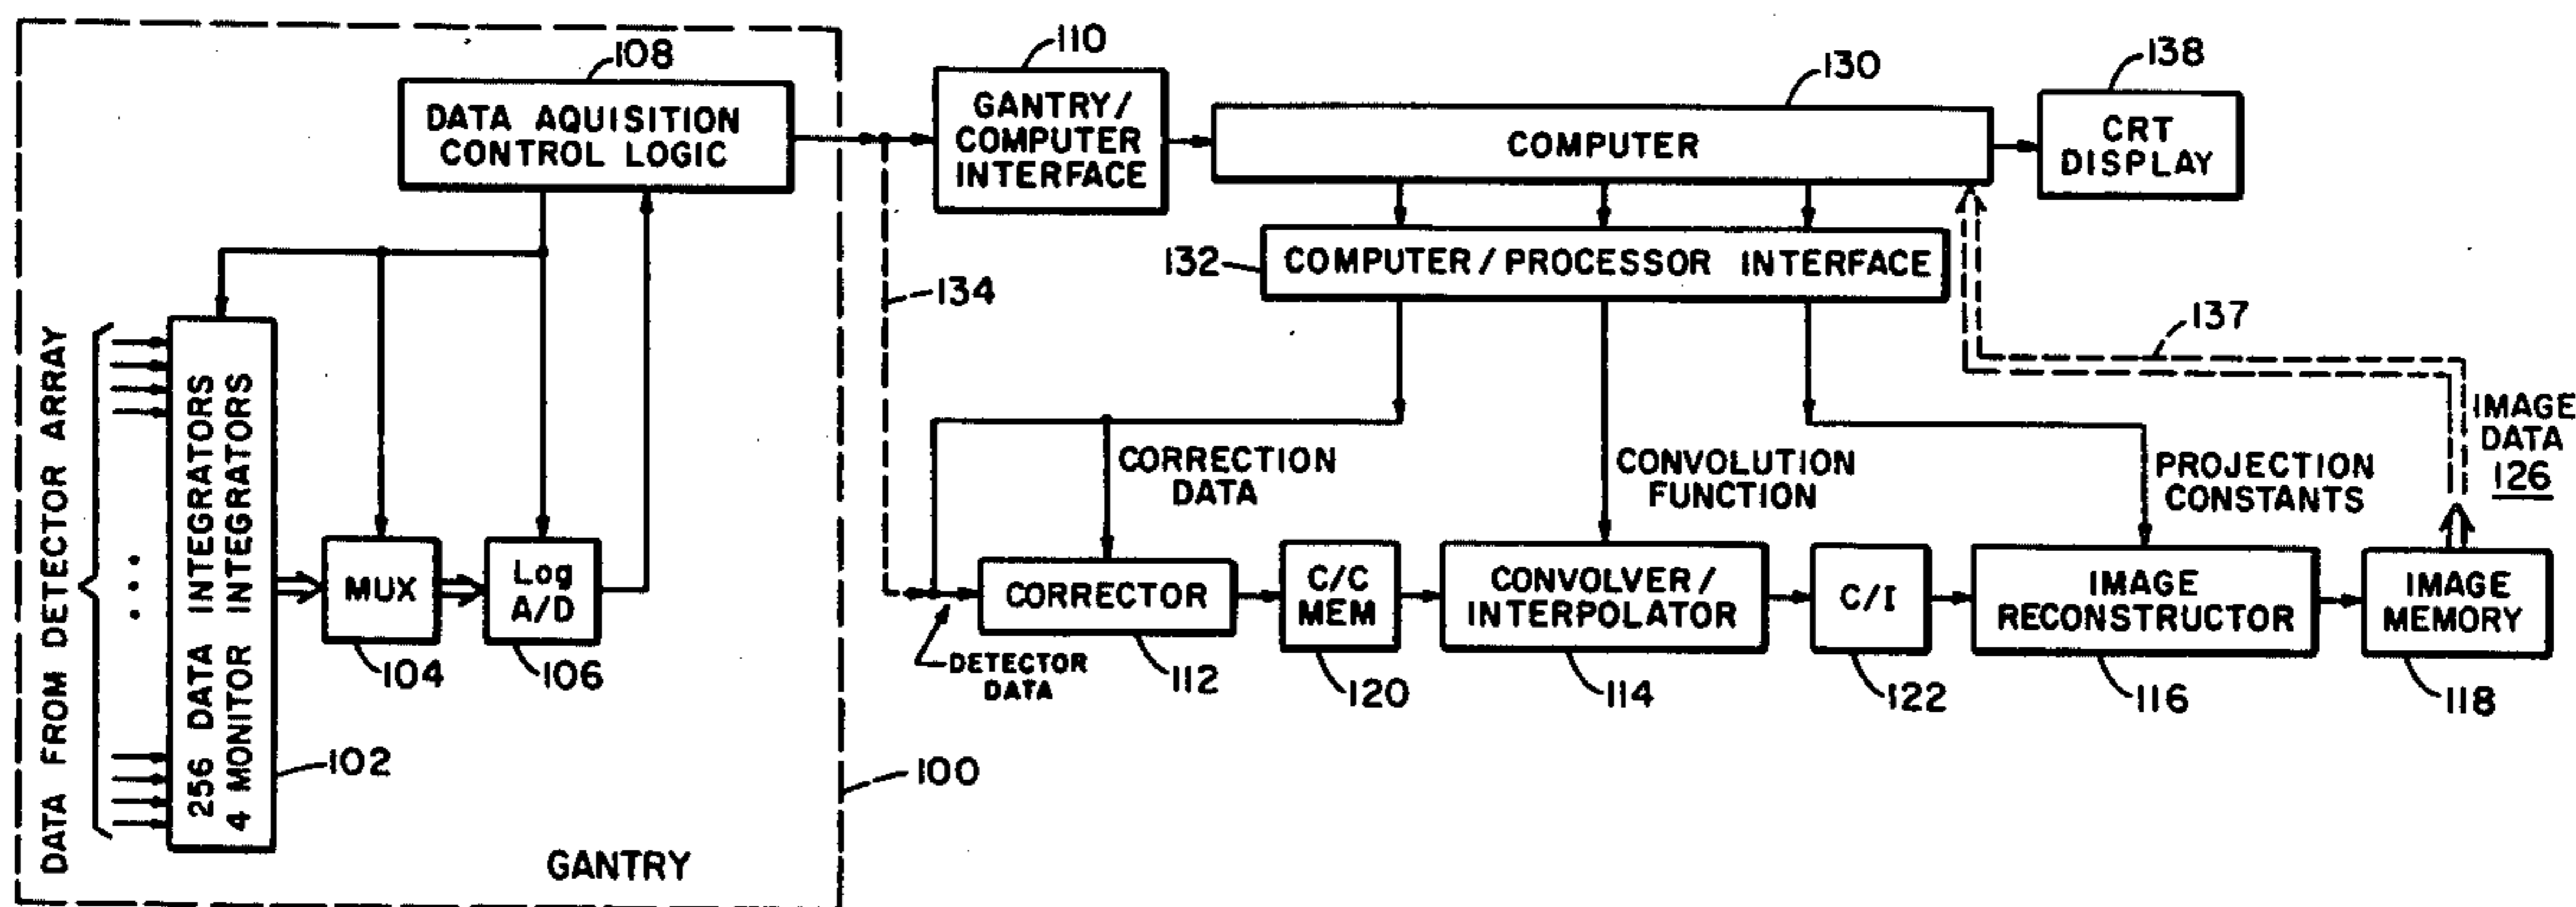 108
DATA AQUISITION
CONTROL LOGIC
110
GANTRY/
COMPUTER
INTERFACE
130
COMPUTER
138
CRT
DISPLAY
132
COMPUTER/PROCESSOR INTERFACE
134
137
IMAGE
DATA
126
DATA FROM DETECTOR ARRAY
256 DATA INTEGRATORS
4 MONITOR INTEGRATORS
102
MUX
104
Log
A/D
106
100
GANTRY
CORRECTION
DATA
CONVOLUTION
FUNCTION
PROJECTION
CONSTANTS
DETECTOR
DATA
CORRECTOR
112
C/C
MEM
120
CONVOLVER/
INTERPOLATOR
114
C/I
122
IMAGE
RECONSTRUCTOR
116
IMAGE
MEMORY
118